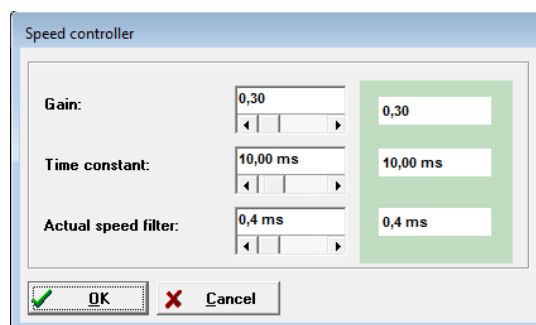 Speed controller
Gain: 0,30 0,30
Time constant: 10,00 ms 10,00 ms
Actual speed filter: 0,4 ms 0,4 ms
OK Cancel